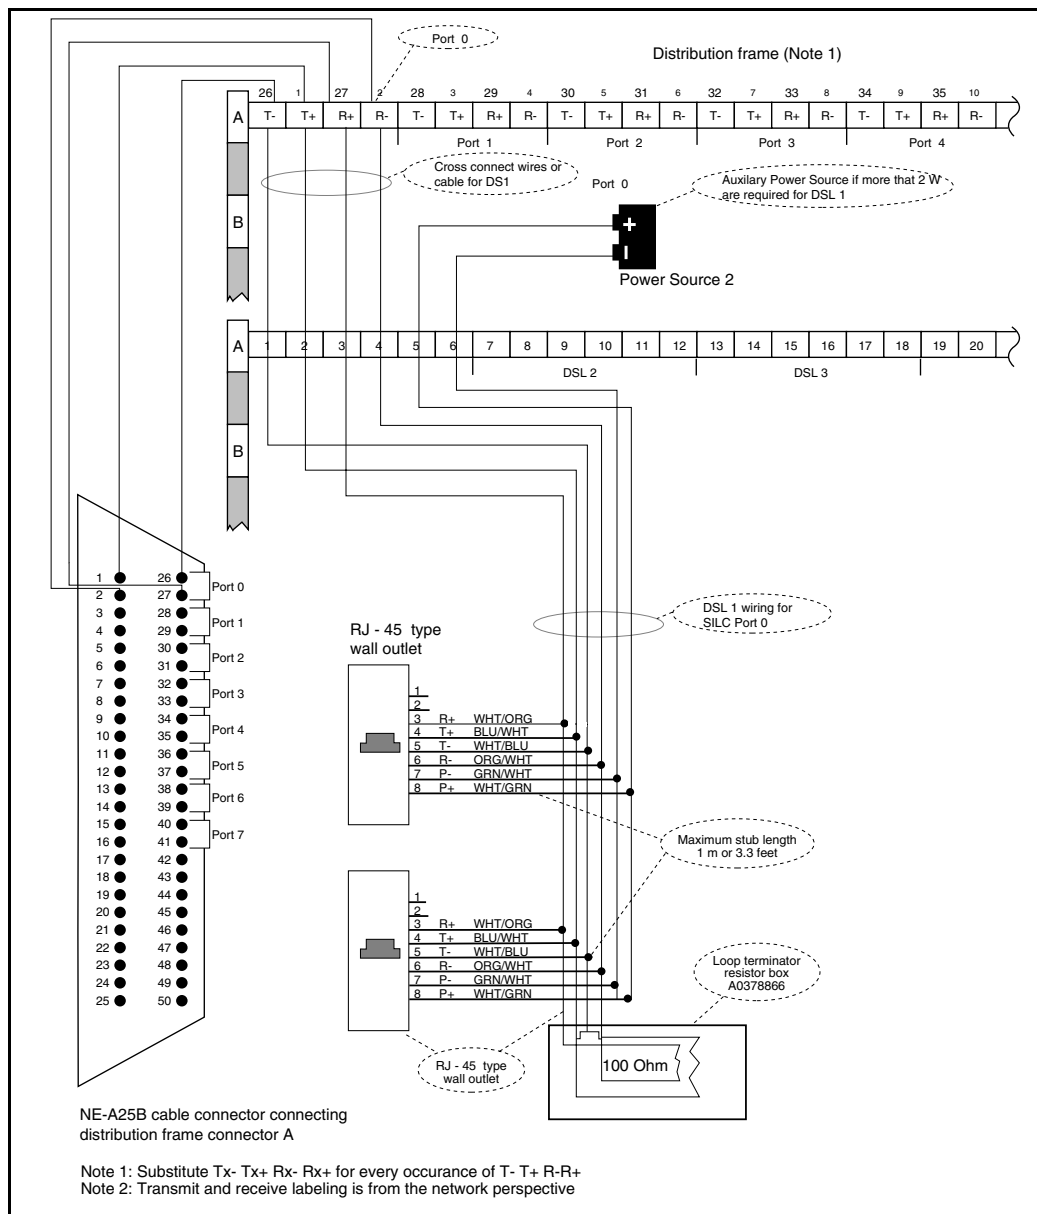 Port 0
Distribution frame (Note 1)
26 1 27 2 28 3 29 4 30 5 31 6 32 7 33 8 34 9 35 10
A T- T+ R+ R- T- T+ R+ R- T- T+ R+ R- T- T+ R+ R- T- T+ R+ R-
Port 1 Port 2 Port 3 Port 4
Cross connect wires or
cable for DS1
Port 0
Auxilary Power Source if more that 2 W
are required for DSL 1
B
+
-
Power Source 2
A 1 2 3 4 5 6 7 8 9 10 11 12 13 14 15 16 17 18 19 20
DSL 2 DSL 3
B
1 26
2 27
Port 0
3 28
4 29
Port 1
5 30
6 31
Port 2
7 32
8 33
Port 3
9 34
10 35
Port 4
11 36
12 37
Port 5
13 38
14 39
Port 6
15 40
16 41
Port 7
17 42
18 43
19 44
20 45
21 46
22 47
23 48
24 49
25 50
DSL 1 wiring for
SILC Port 0
RJ - 45 type
wall outlet
1
2
3 R+ WHT/ORG
4 T+ BLU/WHT
5 T- WHT/BLU
6 R- ORG/WHT
7 P- GRN/WHT
8 P+ WHT/GRN
Maximum stub length
1 m or 3.3 feet
1
2
3 R+ WHT/ORG
4 T+ BLU/WHT
5 T- WHT/BLU
6 R- ORG/WHT
7 P- GRN/WHT
8 P+ WHT/GRN
Loop terminator
resistor box
A0378866
RJ - 45 type
wall outlet
100 Ohm
NE-A25B cable connector connecting
distribution frame connector A
Note 1: Substitute Tx- Tx+ Rx- Rx+ for every occurance of T- T+ R-R+
Note 2: Transmit and receive labeling is from the network perspective